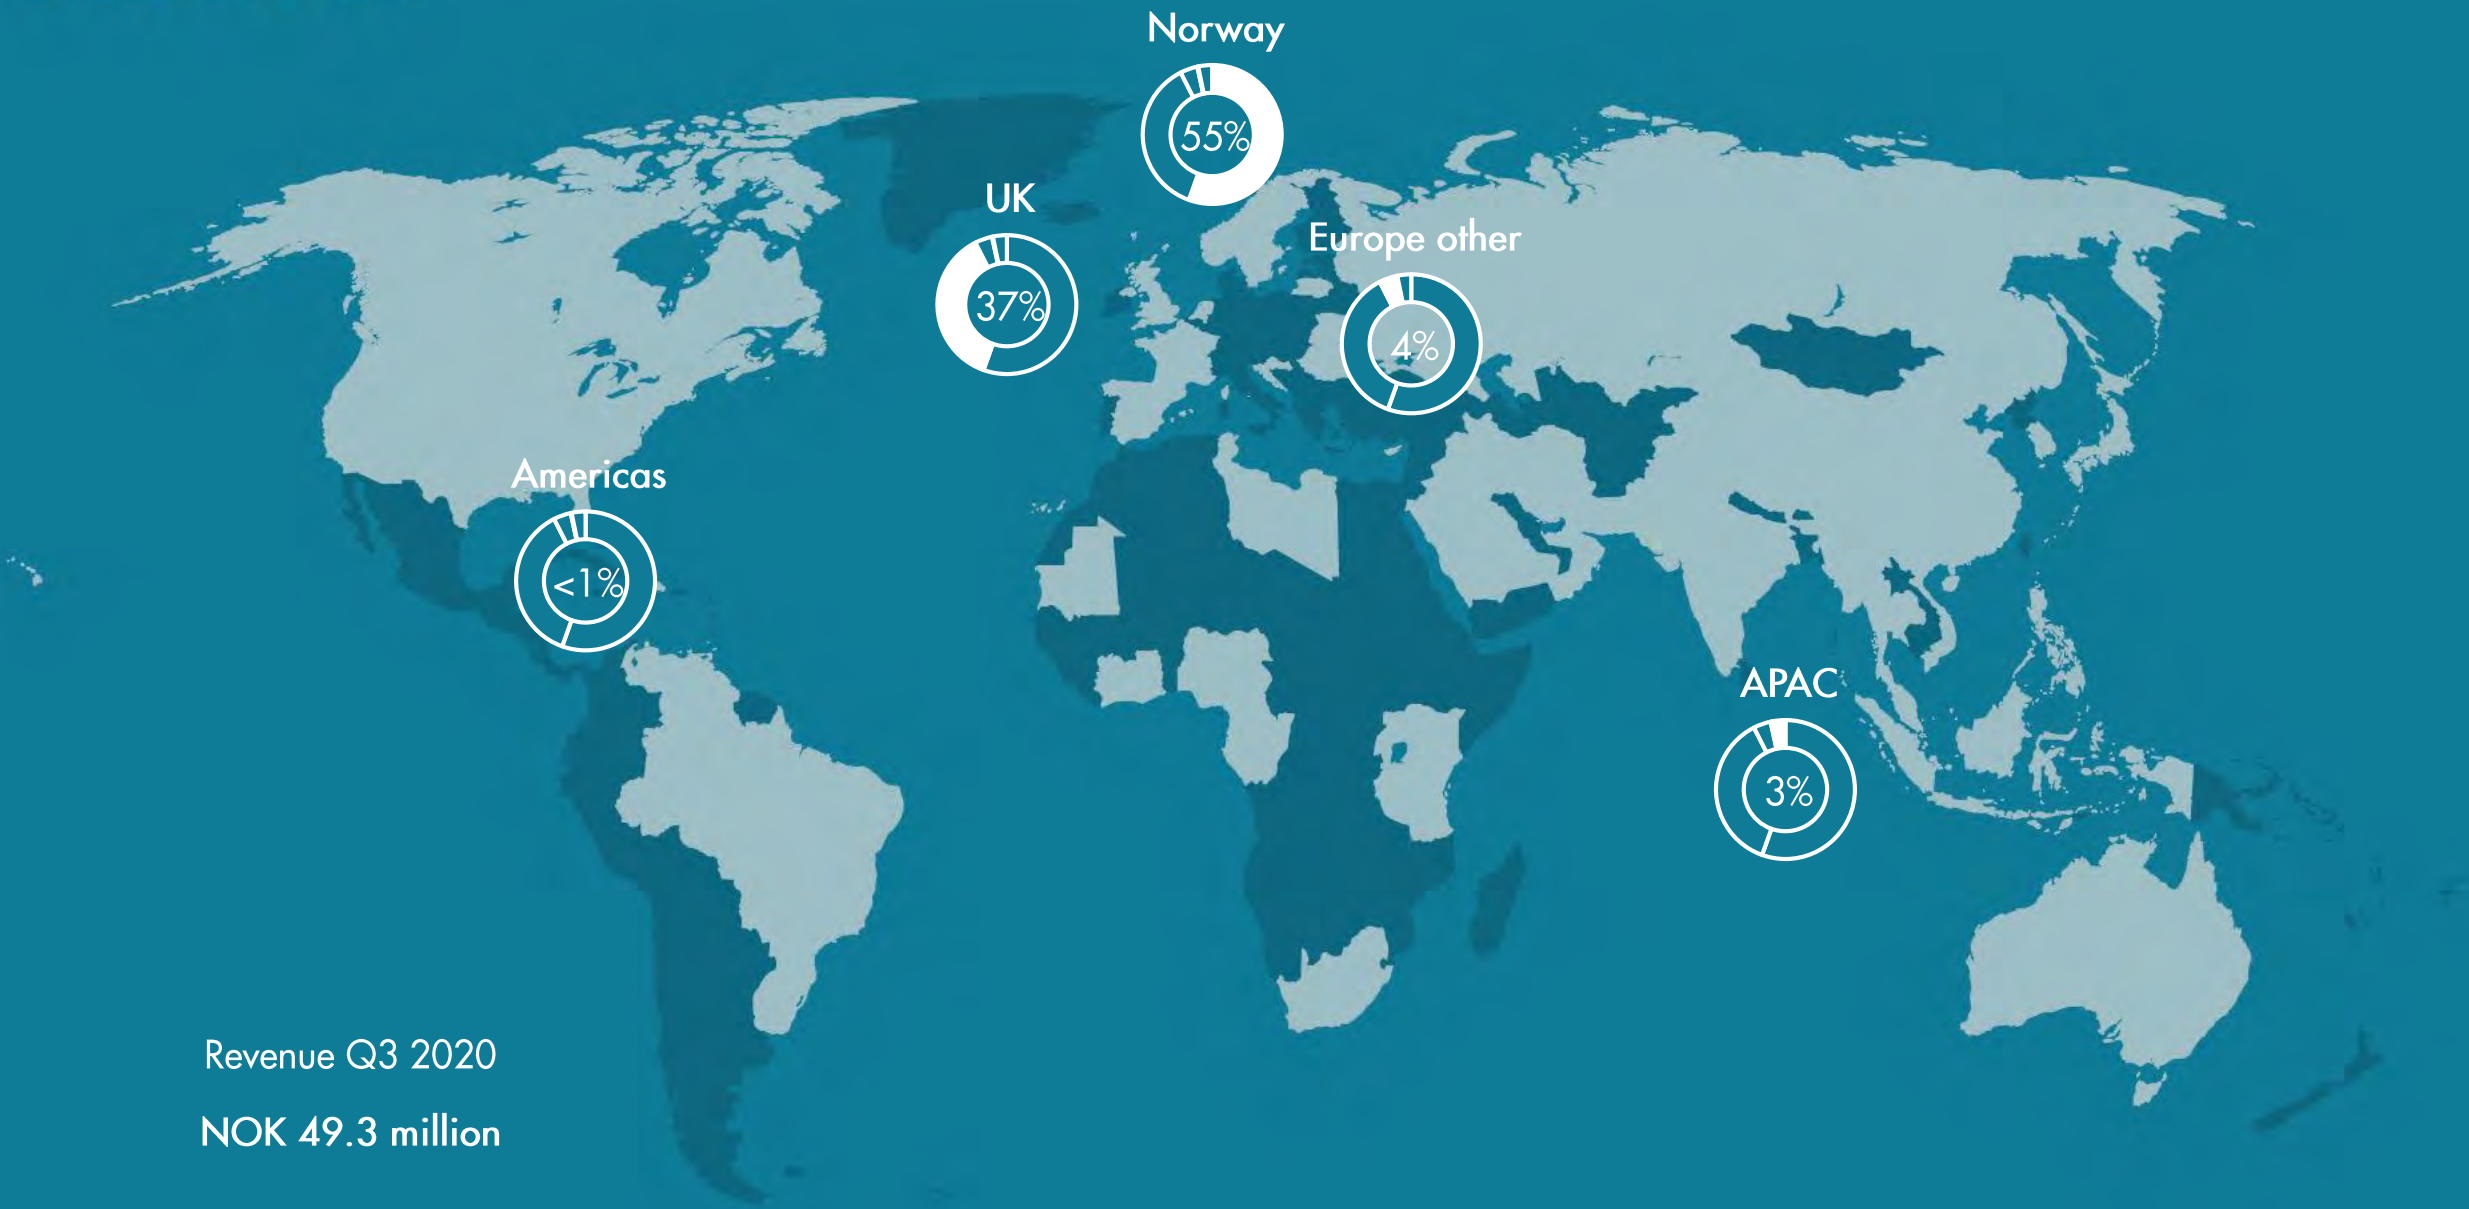 Norway
55%
UK
37%
Europe other
4%
Americas
<1%
APAC
3%
Revenue Q3 2020
NOK 49.3 million